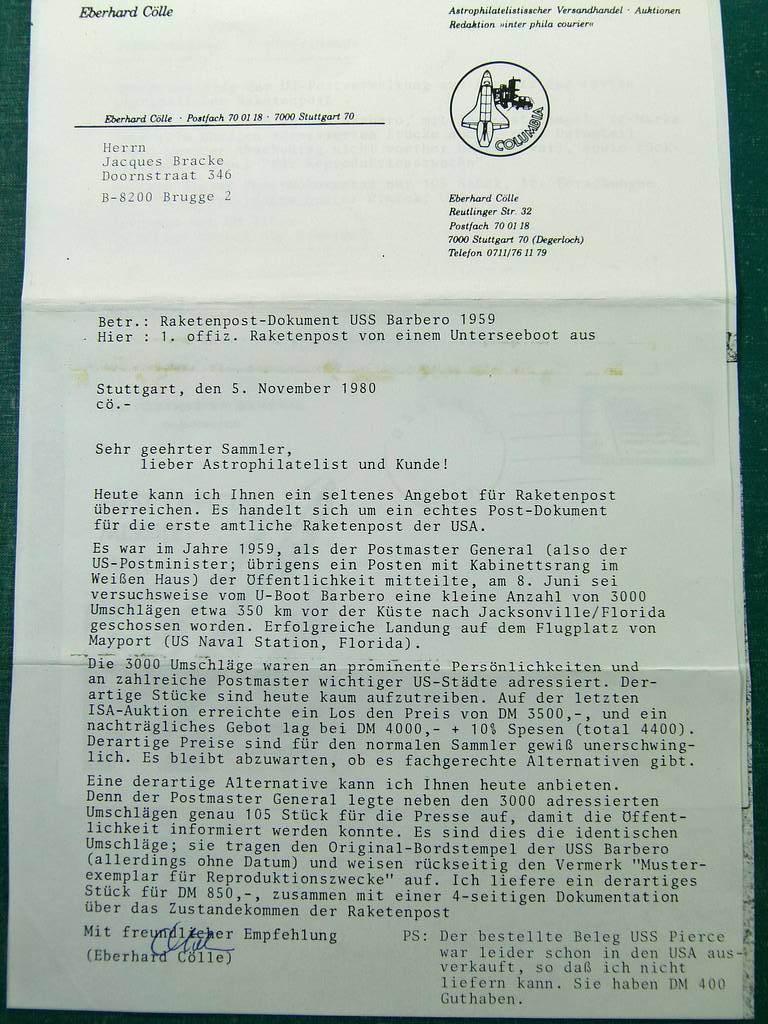 Eberhard Cölle
Astrophilatelistisscher Versandhandel · Auktionen
Redaktion »inter phila courier«
COLUMBIA
Eberhard Cölle · Postfach 70 01 18 · 7000 Stuttgart 70
Herrn
Jacques Bracke
Doornstraat 346
B-8200 Brugge 2
Eberhard Cölle
Reutlinger Str. 32
Postfach 70 01 18
7000 Stuttgart 70 (Degerloch)
Telefon 0711/76 11 79
Betr.: Raketenpost-Dokument USS Barbero 1959
Hier : 1. offiz. Raketenpost von einem Unterseeboot aus
Stuttgart, den 5. November 1980
cö.-
Sehr geehrter Sammler,
lieber Astrophilatelist und Kunde!
Heute kann ich Ihnen ein seltenes Angebot für Raketenpost
überreichen. Es handelt sich um ein echtes Post-Dokument
für die erste amtliche Raketenpost der USA.
Es war im Jahre 1959, als der Postmaster General (also der
US-Postminister; übrigens ein Posten mit Kabinettsrang im
Weißen Haus) der Öffentlichkeit mitteilte, am 8. Juni sei
versuchsweise vom U-Boot Barbero eine kleine Anzahl von 3000
Umschlägen etwa 350 km vor der Küste nach Jacksonville/Florida
geschossen worden. Erfolgreiche Landung auf dem Flugplatz von
Mayport (US Naval Station, Florida).
Die 3000 Umschläge waren an prominente Persönlichkeiten und
an zahlreiche Postmaster wichtiger US-Städte adressiert. Der-
artige Stücke sind heute kaum aufzutreiben. Auf der letzten
ISA-Auktion erreichte ein Los den Preis von DM 3500,-, und ein
nachträgliches Gebot lag bei DM 4000,- + 10% Spesen (total 4400).
Derartige Preise sind für den normalen Sammler gewiß unerschwing-
lich. Es bleibt abzuwarten, ob es fachgerechte Alternativen gibt.
Eine derartige Alternative kann ich Ihnen heute anbieten.
Denn der Postmaster General legte neben den 3000 adressierten
Umschlägen genau 105 Stück für die Presse auf, damit die Öffent-
lichkeit informiert werden konnte. Es sind dies die identischen
Umschläge; sie tragen den Original-Bordstempel der USS Barbero
(allerdings ohne Datum) und weisen rückseitig den Vermerk "Muster-
exemplar für Reproduktionszwecke" auf. Ich liefere ein derartiges
Stück für DM 850,-, zusammen mit einer 4-seitigen Dokumentation
über das Zustandekommen der Raketenpost
Mit freundlicher Empfehlung
(Eberhard Cölle)
PS: Der bestellte Beleg USS Pierce
war leider schon in den USA aus-
verkauft, so daß ich nicht
liefern kann. Sie haben DM 400
Guthaben.